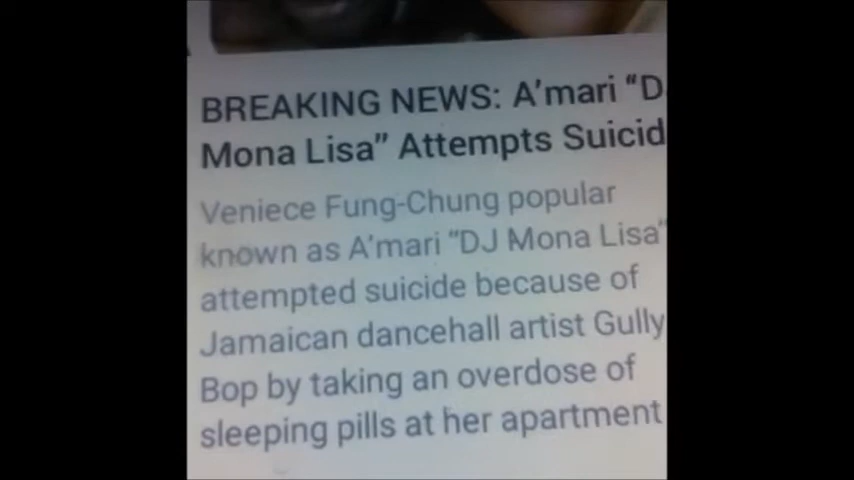 BREAKING NEWS: A'mari "D
Mona Lisa" Attempts Suicid
Veniece Fung-Chung popular
known as A'mari "DJ Mona Lisa"
attempted suicide because of
Jamaican dancehall artist Gully
Bop by taking an overdose of
sleeping pills at her apartment